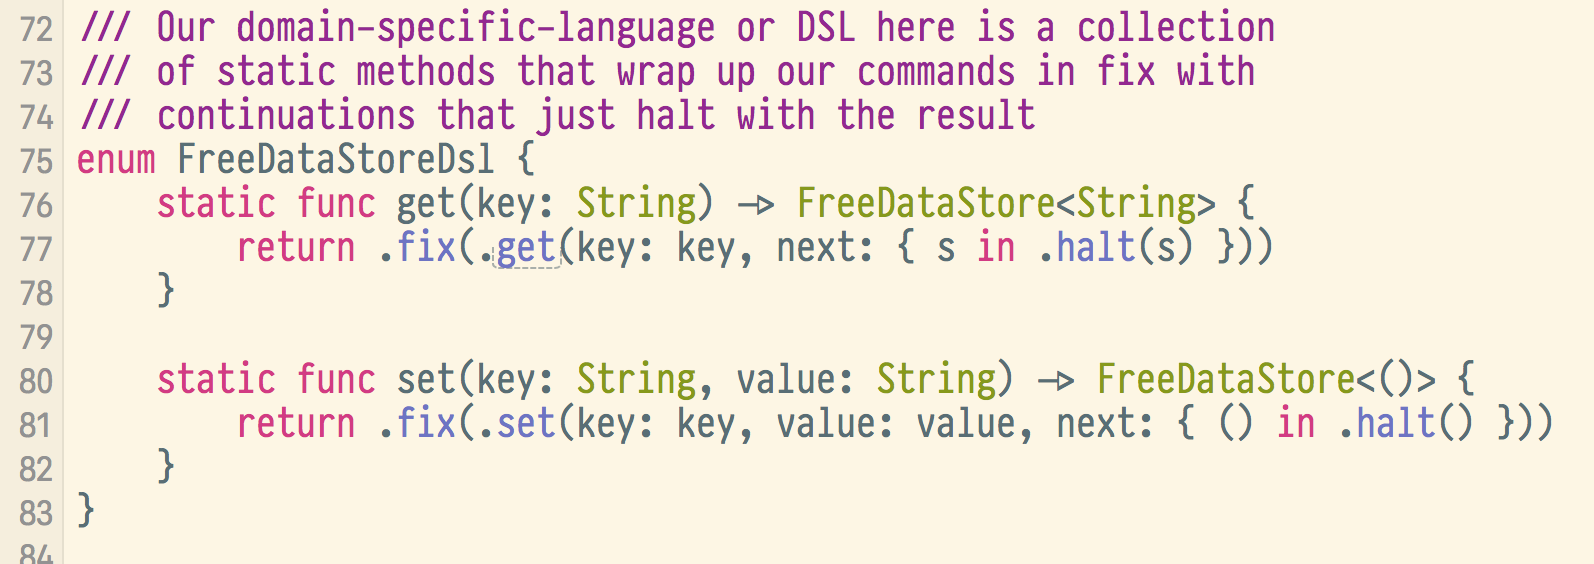 72 /// Our domain-specific-language or DSL here is a collection
73 /// of static methods that wrap up our commands in fix with
74 /// continuations that just halt with the result
75 enum FreeDataStoreDsl {
76     static func get(key: String) -> FreeDataStore<String> {
77         return .fix(.get(key: key, next: { s in .halt(s) }))
78     }
79
80     static func set(key: String, value: String) -> FreeDataStore<()> {
81         return .fix(.set(key: key, value: value, next: { () in .halt() }))
82     }
83 }
84